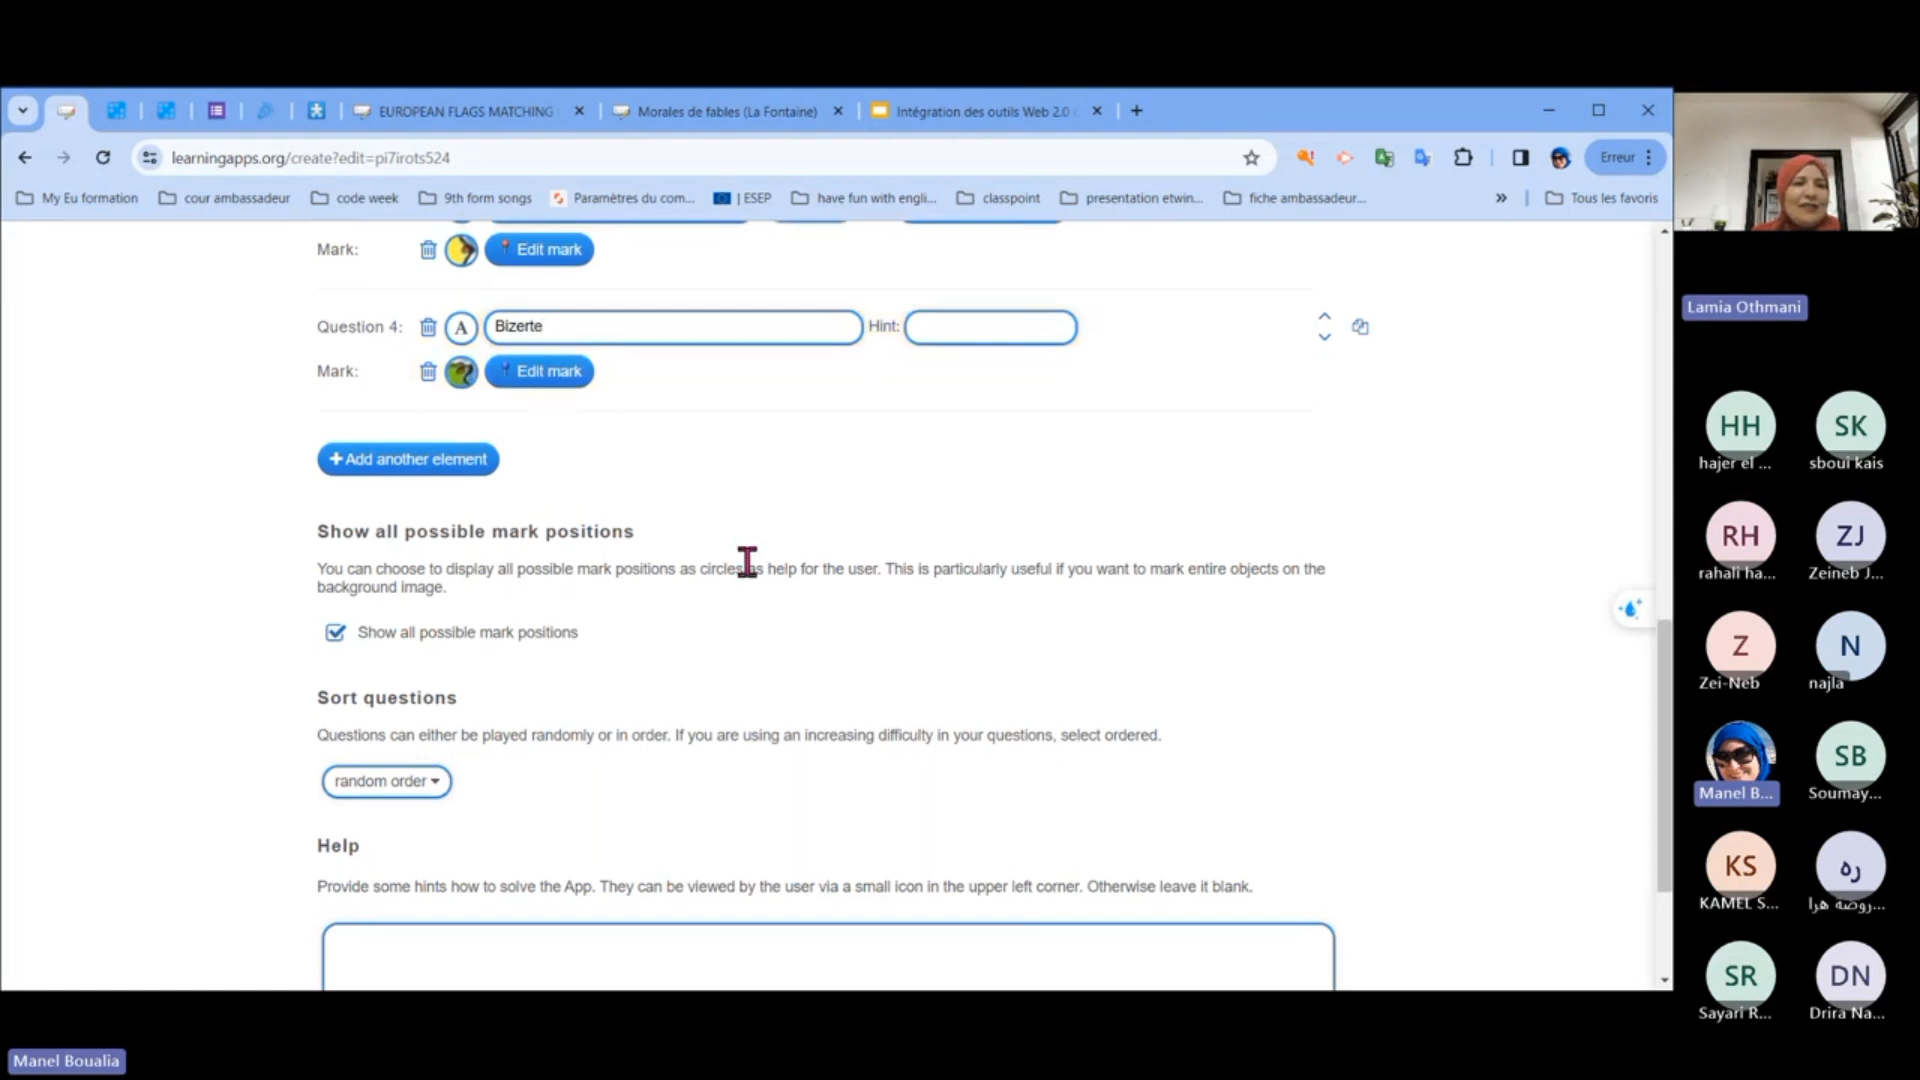 EUROPEAN FLAGS MATCHING
Morales de fables (La Fontaine)
Intégration des outils Web 2.0
learningapps.org/create?edit=pi7irots524
Erreur
My Eu formation
cour ambassadeur
code week
9th form songs
Paramètres du com...
| ESEP
have fun with engli...
classpoint
presentation etwin...
fiche ambassadeur...
Tous les favoris
Mark:
Edit mark
Question 4:
A
Bizerte
Hint:
Mark:
Edit mark
+ Add another element
Show all possible mark positions
You can choose to display all possible mark positions as circles as help for the user. This is particularly useful if you want to mark entire objects on the
background image.
Show all possible mark positions
Sort questions
Questions can either be played randomly or in order. If you are using an increasing difficulty in your questions, select ordered.
random order
Help
Provide some hints how to solve the App. They can be viewed by the user via a small icon in the upper left corner. Otherwise leave it blank.
Lamia Othmani
HH
hajer el ...
SK
sboui kais
RH
rahali ha...
ZJ
Zeineb J...
Z
Zei-Neb
N
najla
Manel B...
SB
Soumay...
KS
KAMEL S...
ره
روضه هرا...
SR
Sayari R...
DN
Drira Na...
Manel Boualia